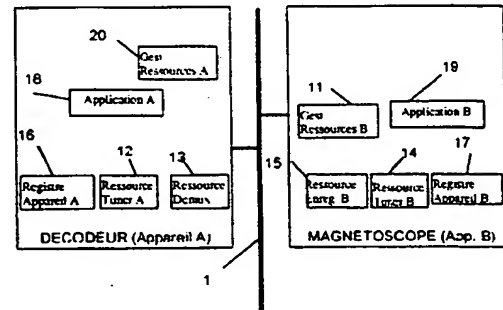 20
Gest
Ressources A
18
Application A
16
12
13
Registre
Appareil A
Ressource
Tuner A
Ressource
Demux
DECODEUR (Appareil A)
1
11
19
Gest
Ressources B
Application B
15
14
17
Ressource
Enreg. B
Ressource
Tuner B
Registre
Appareil B
MAGNETOSCOPE (App. B)